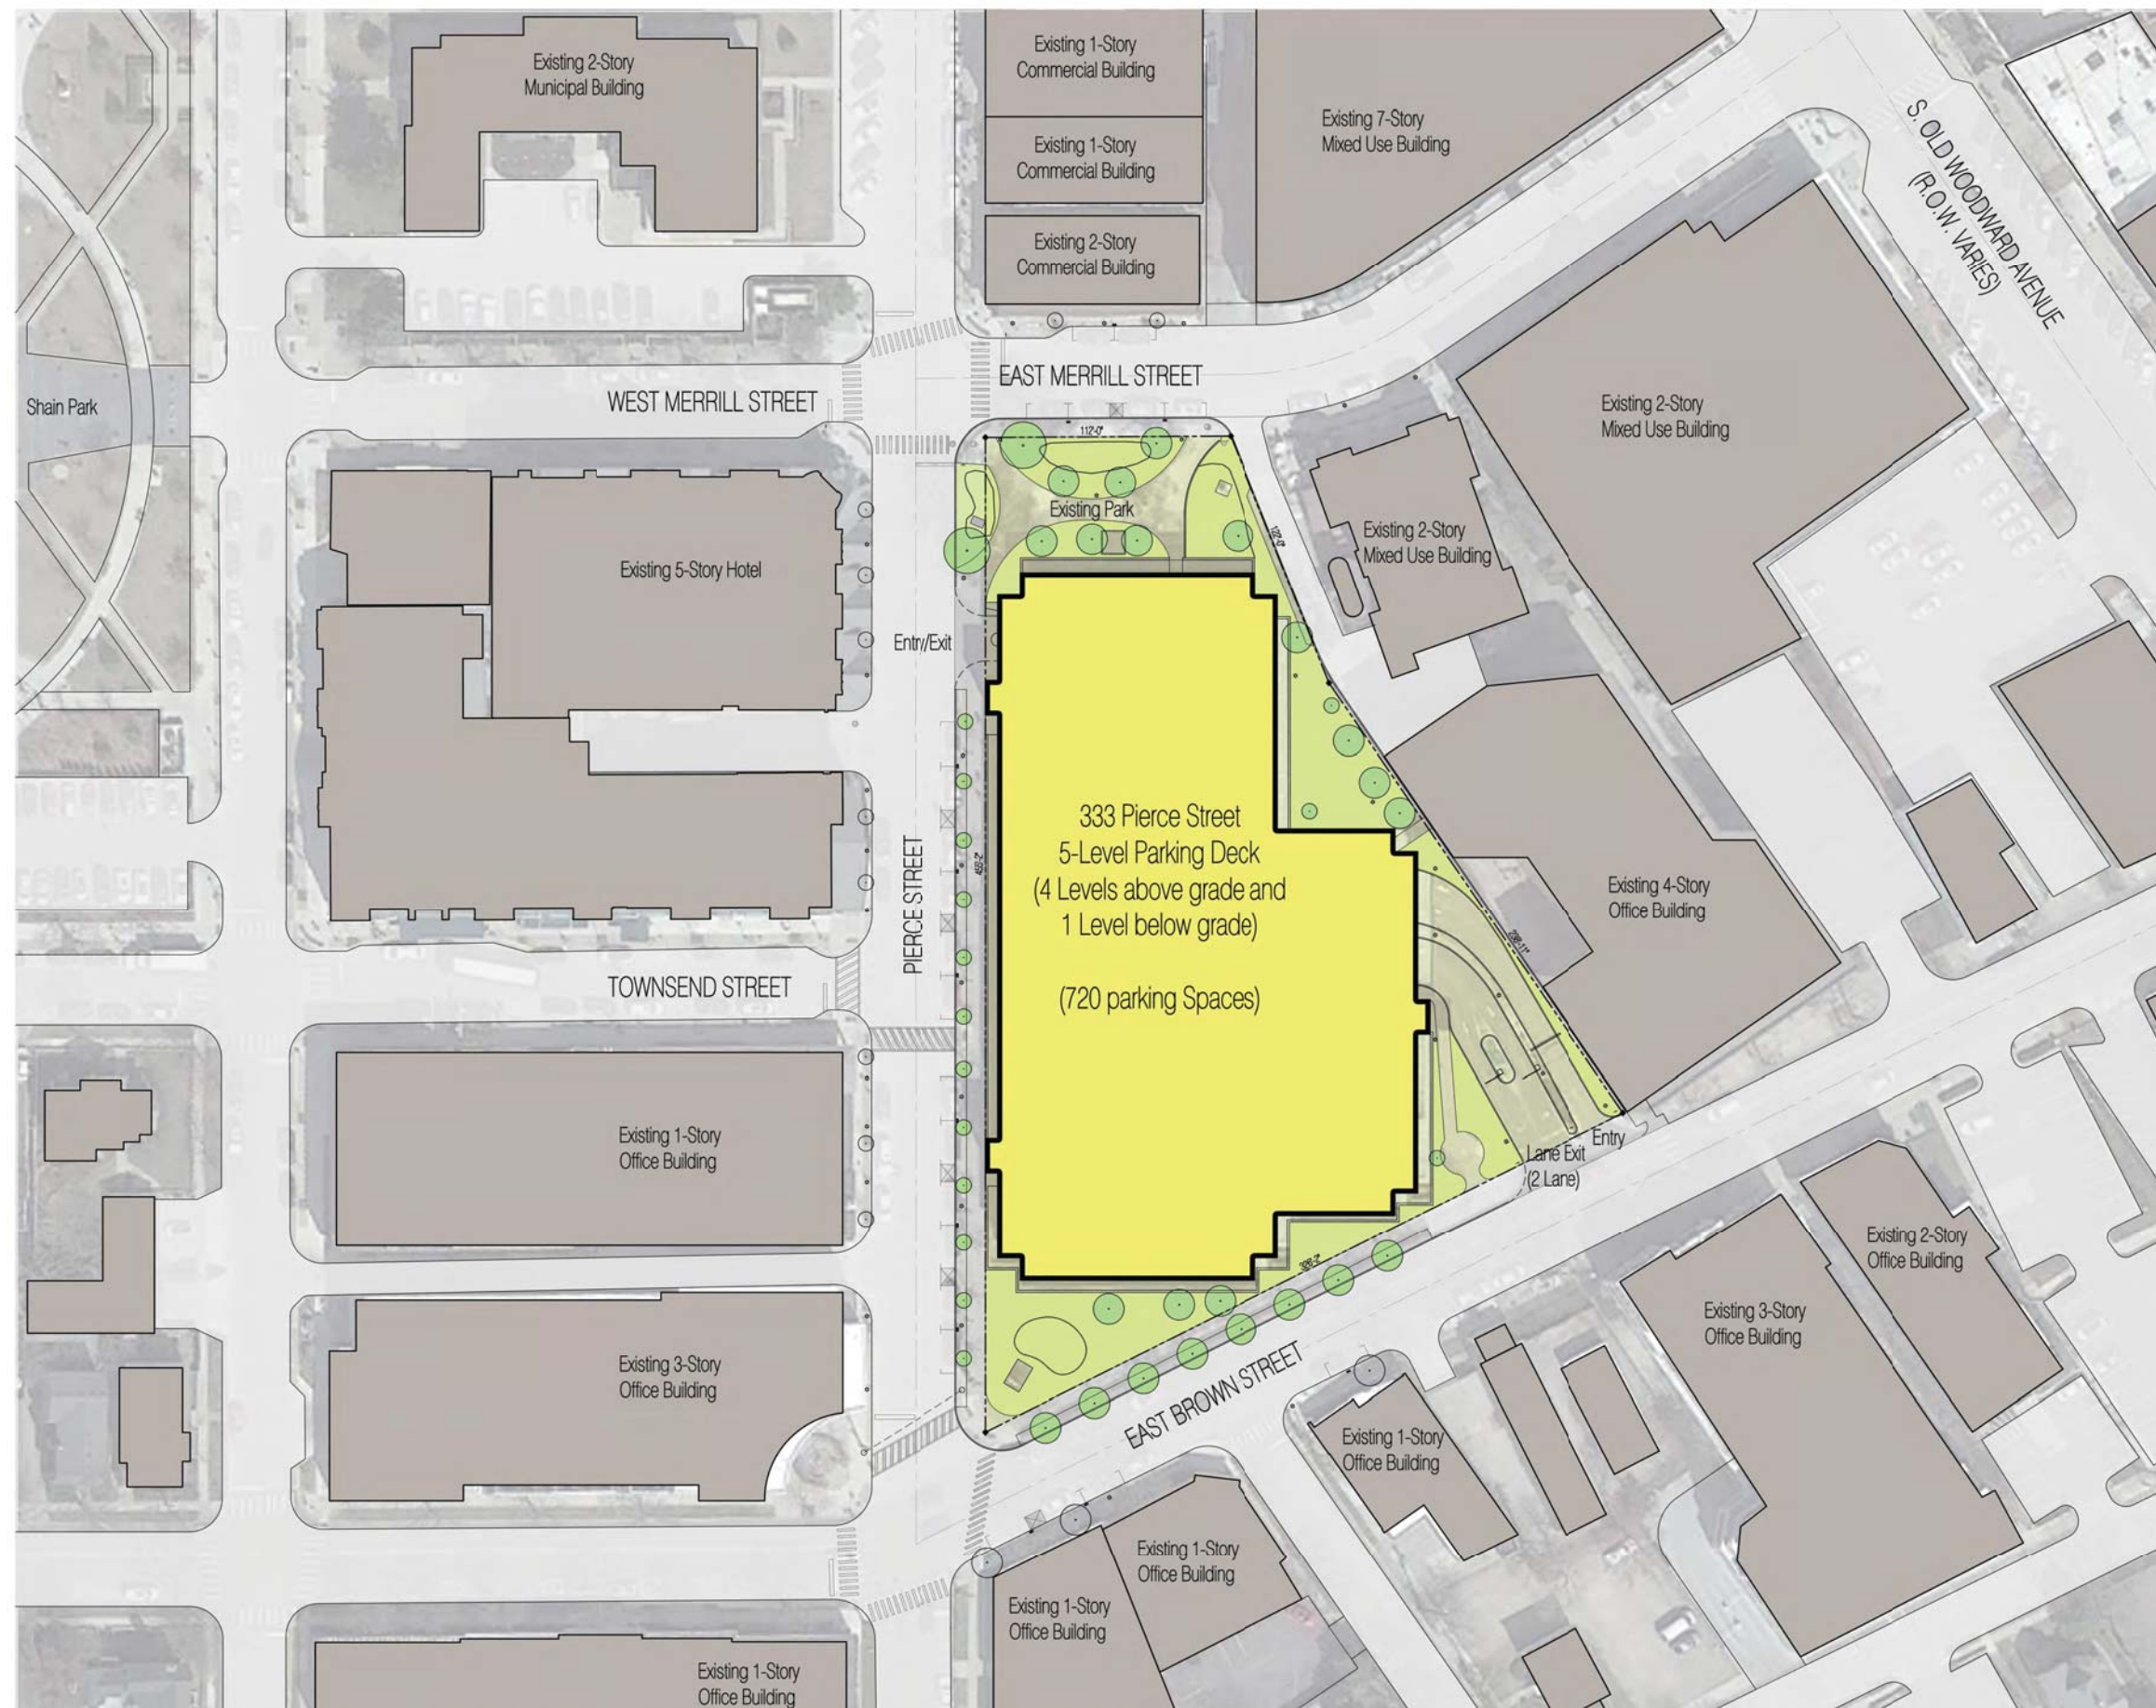 Existing 2-Story
Municipal Building
Existing 1-Story
Commercial Building
Existing 1-Story
Commercial Building
Existing 2-Story
Commercial Building
Existing 7-Story
Mixed Use Building
S. OLD WOODWARD AVENUE
(R.O.W. VARIES)
Shain Park
WEST MERRILL STREET
EAST MERRILL STREET
112'-0"
Existing 2-Story
Mixed Use Building
Existing Park
Existing 2-Story
Mixed Use Building
Existing 5-Story Hotel
Entry/Exit
333 Pierce Street
5-Level Parking Deck
(4 Levels above grade and
1 Level below grade)
(720 parking Spaces)
PIERCE STREET
Existing 4-Story
Office Building
TOWNSEND STREET
Existing 1-Story
Office Building
Entry
Lane Exit
(2 Lane)
Existing 2-Story
Office Building
Existing 3-Story
Office Building
Existing 3-Story
Office Building
EAST BROWN STREET
Existing 1-Story
Office Building
Existing 1-Story
Office Building
Existing 1-Story
Office Building
Existing 1-Story
Office Building